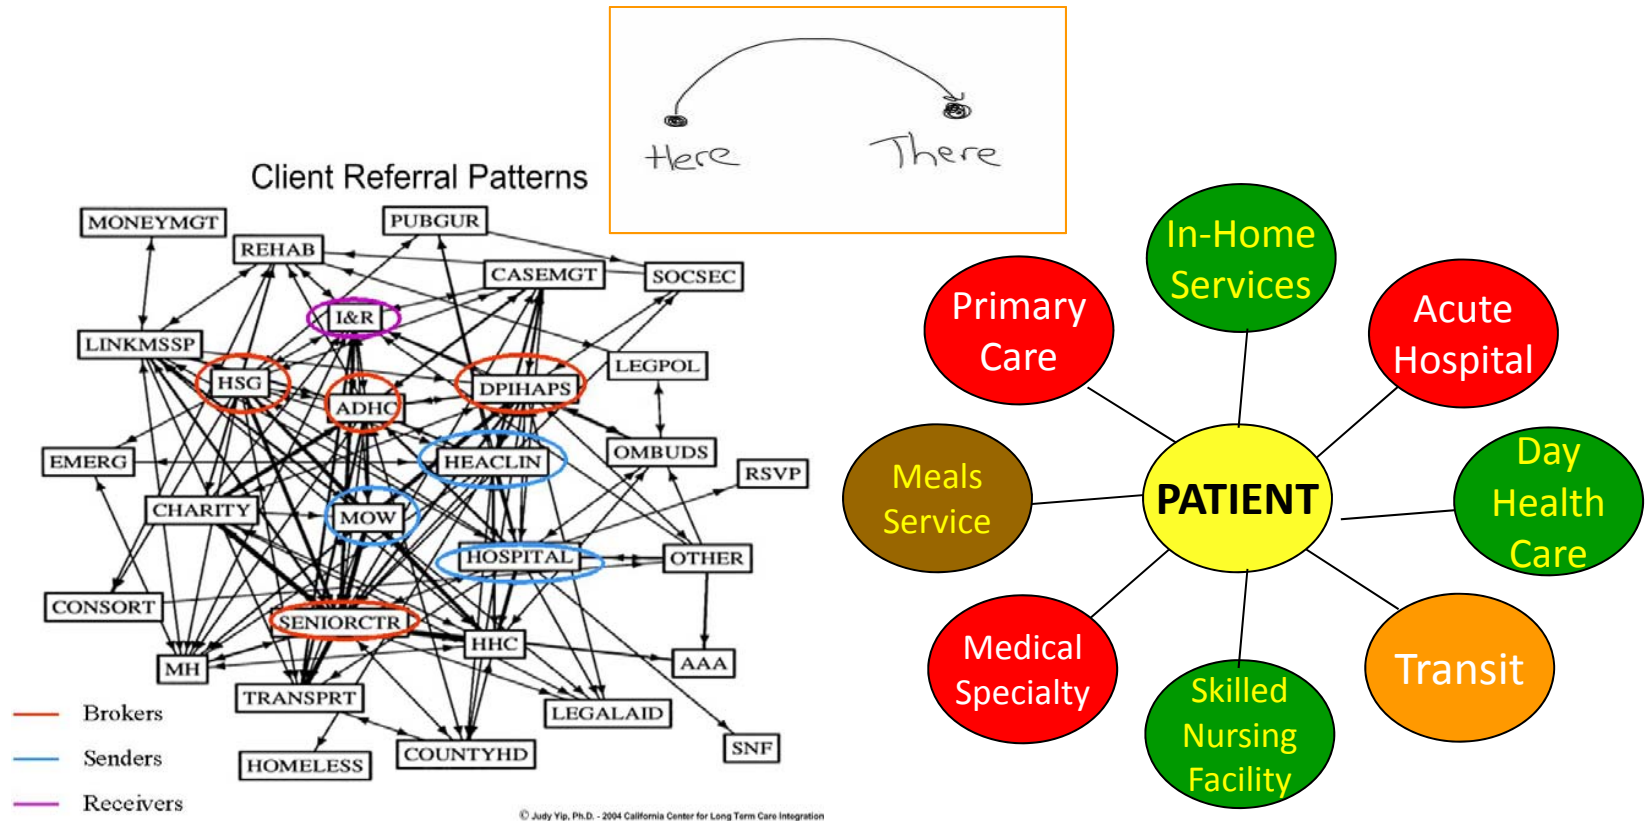 Here
There
Client Referral Patterns
MONEYMGT
PUBGUR
REHAB
CASEMGT
SOCSEC
I&R
LINKMSSP
LEGPOL
HSG
DPIHAPS
ADHC
OMBUDS
EMERG
HEACLIN
RSVP
CHARITY
MOW
HOSPITAL
OTHER
CONSORT
SENIORCTR
HHC
MH
AAA
TRANSPRT
LEGALAID
COUNTYHD
SNF
HOMELESS
Brokers
Senders
Receivers
© Judy Yip, Ph.D. - 2004 California Center for Long Term Care Integration
In-Home
Services
Primary
Care
Acute
Hospital
Meals
Service
PATIENT
Day
Health
Care
Medical
Specialty
Skilled
Nursing
Facility
Transit